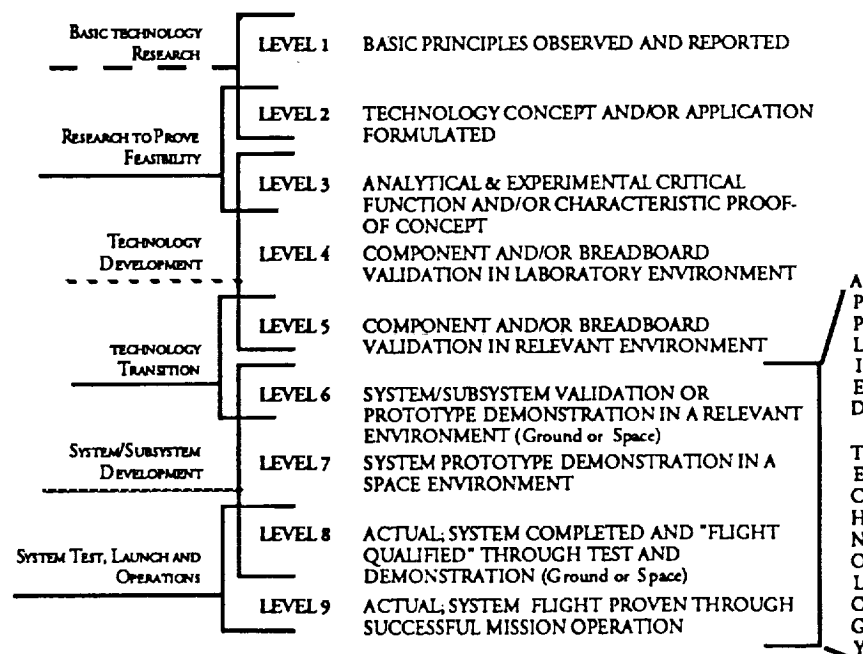 BASIC TECHNOLOGY
RESEARCH
RESEARCH TO PROVE
FEASIBILITY
TECHNOLOGY
DEVELOPMENT
TECHNOLOGY
TRANSITION
SYSTEM/SUBSYSTEM
DEVELOPMENT
SYSTEM TEST, LAUNCH AND
OPERATIONS
LEVEL 1 BASIC PRINCIPLES OBSERVED AND REPORTED
LEVEL 2 TECHNOLOGY CONCEPT AND/OR APPLICATION
FORMULATED
LEVEL 3 ANALYTICAL & EXPERIMENTAL CRITICAL
FUNCTION AND/OR CHARACTERISTIC PROOF-
OF CONCEPT
LEVEL 4 COMPONENT AND/OR BREADBOARD
VALIDATION IN LABORATORY ENVIRONMENT
LEVEL 5 COMPONENT AND/OR BREADBOARD
VALIDATION IN RELEVANT ENVIRONMENT
LEVEL 6 SYSTEM/SUBSYSTEM VALIDATION OR
PROTOTYPE DEMONSTRATION IN A RELEVANT
ENVIRONMENT (Ground or Space)
LEVEL 7 SYSTEM PROTOTYPE DEMONSTRATION IN A
SPACE ENVIRONMENT
LEVEL 8 ACTUAL; SYSTEM COMPLETED AND "FLIGHT
QUALIFIED" THROUGH TEST AND
DEMONSTRATION (Ground or Space)
LEVEL 9 ACTUAL; SYSTEM FLIGHT PROVEN THROUGH
SUCCESSFUL MISSION OPERATION
APPLIED
TECHNOLOGY